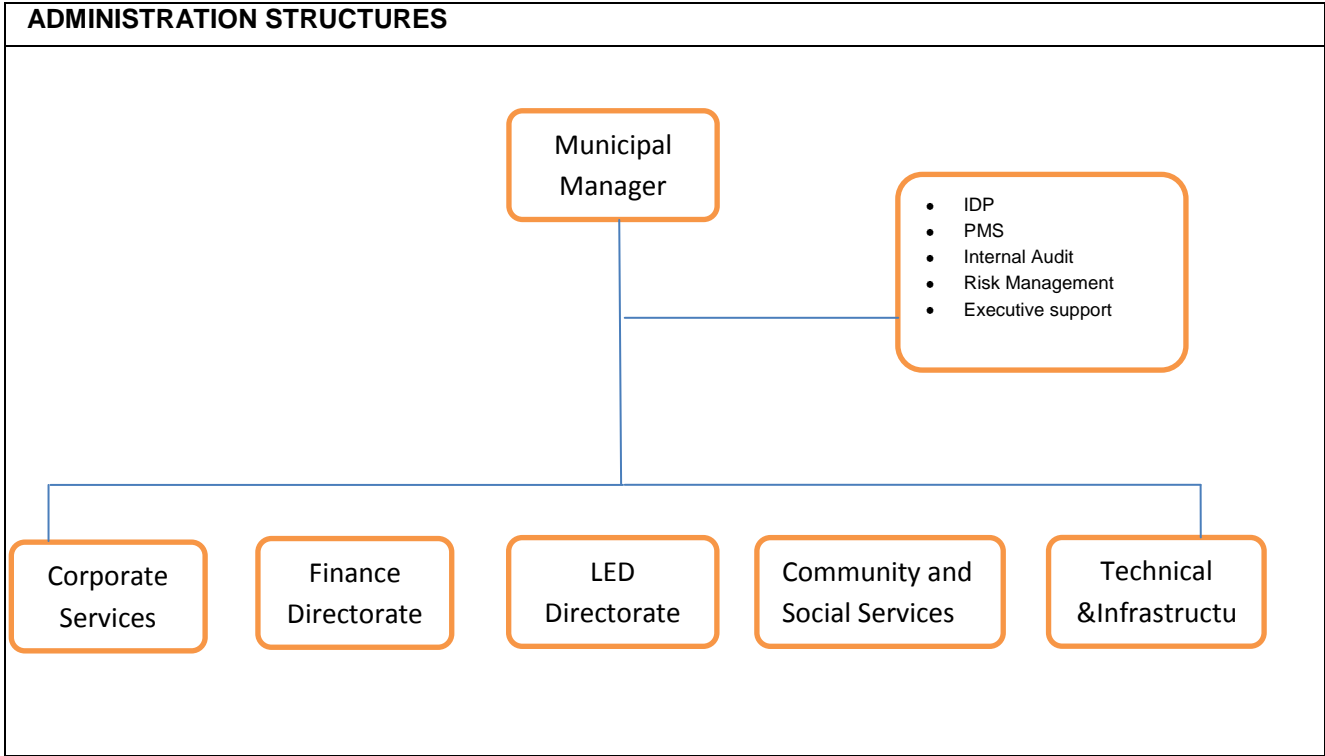 ADMINISTRATION STRUCTURES
Municipal
Manager
• IDP
• PMS
• Internal Audit
• Risk Management
• Executive support
Corporate
Services
Finance
Directorate
LED
Directorate
Community and
Social Services
Technical
&Infrastructu